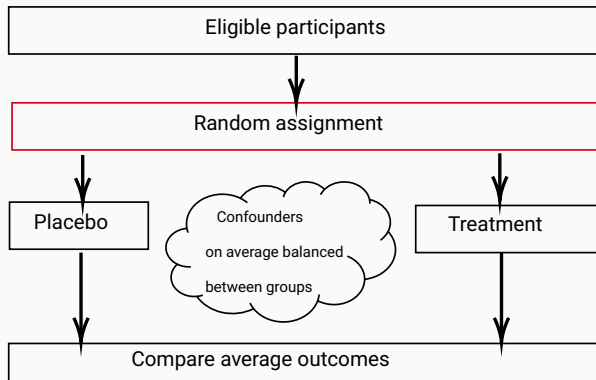 Eligible participants
Random assignment
Placebo
Confounders
on average balanced
between groups
Treatment
Compare average outcomes